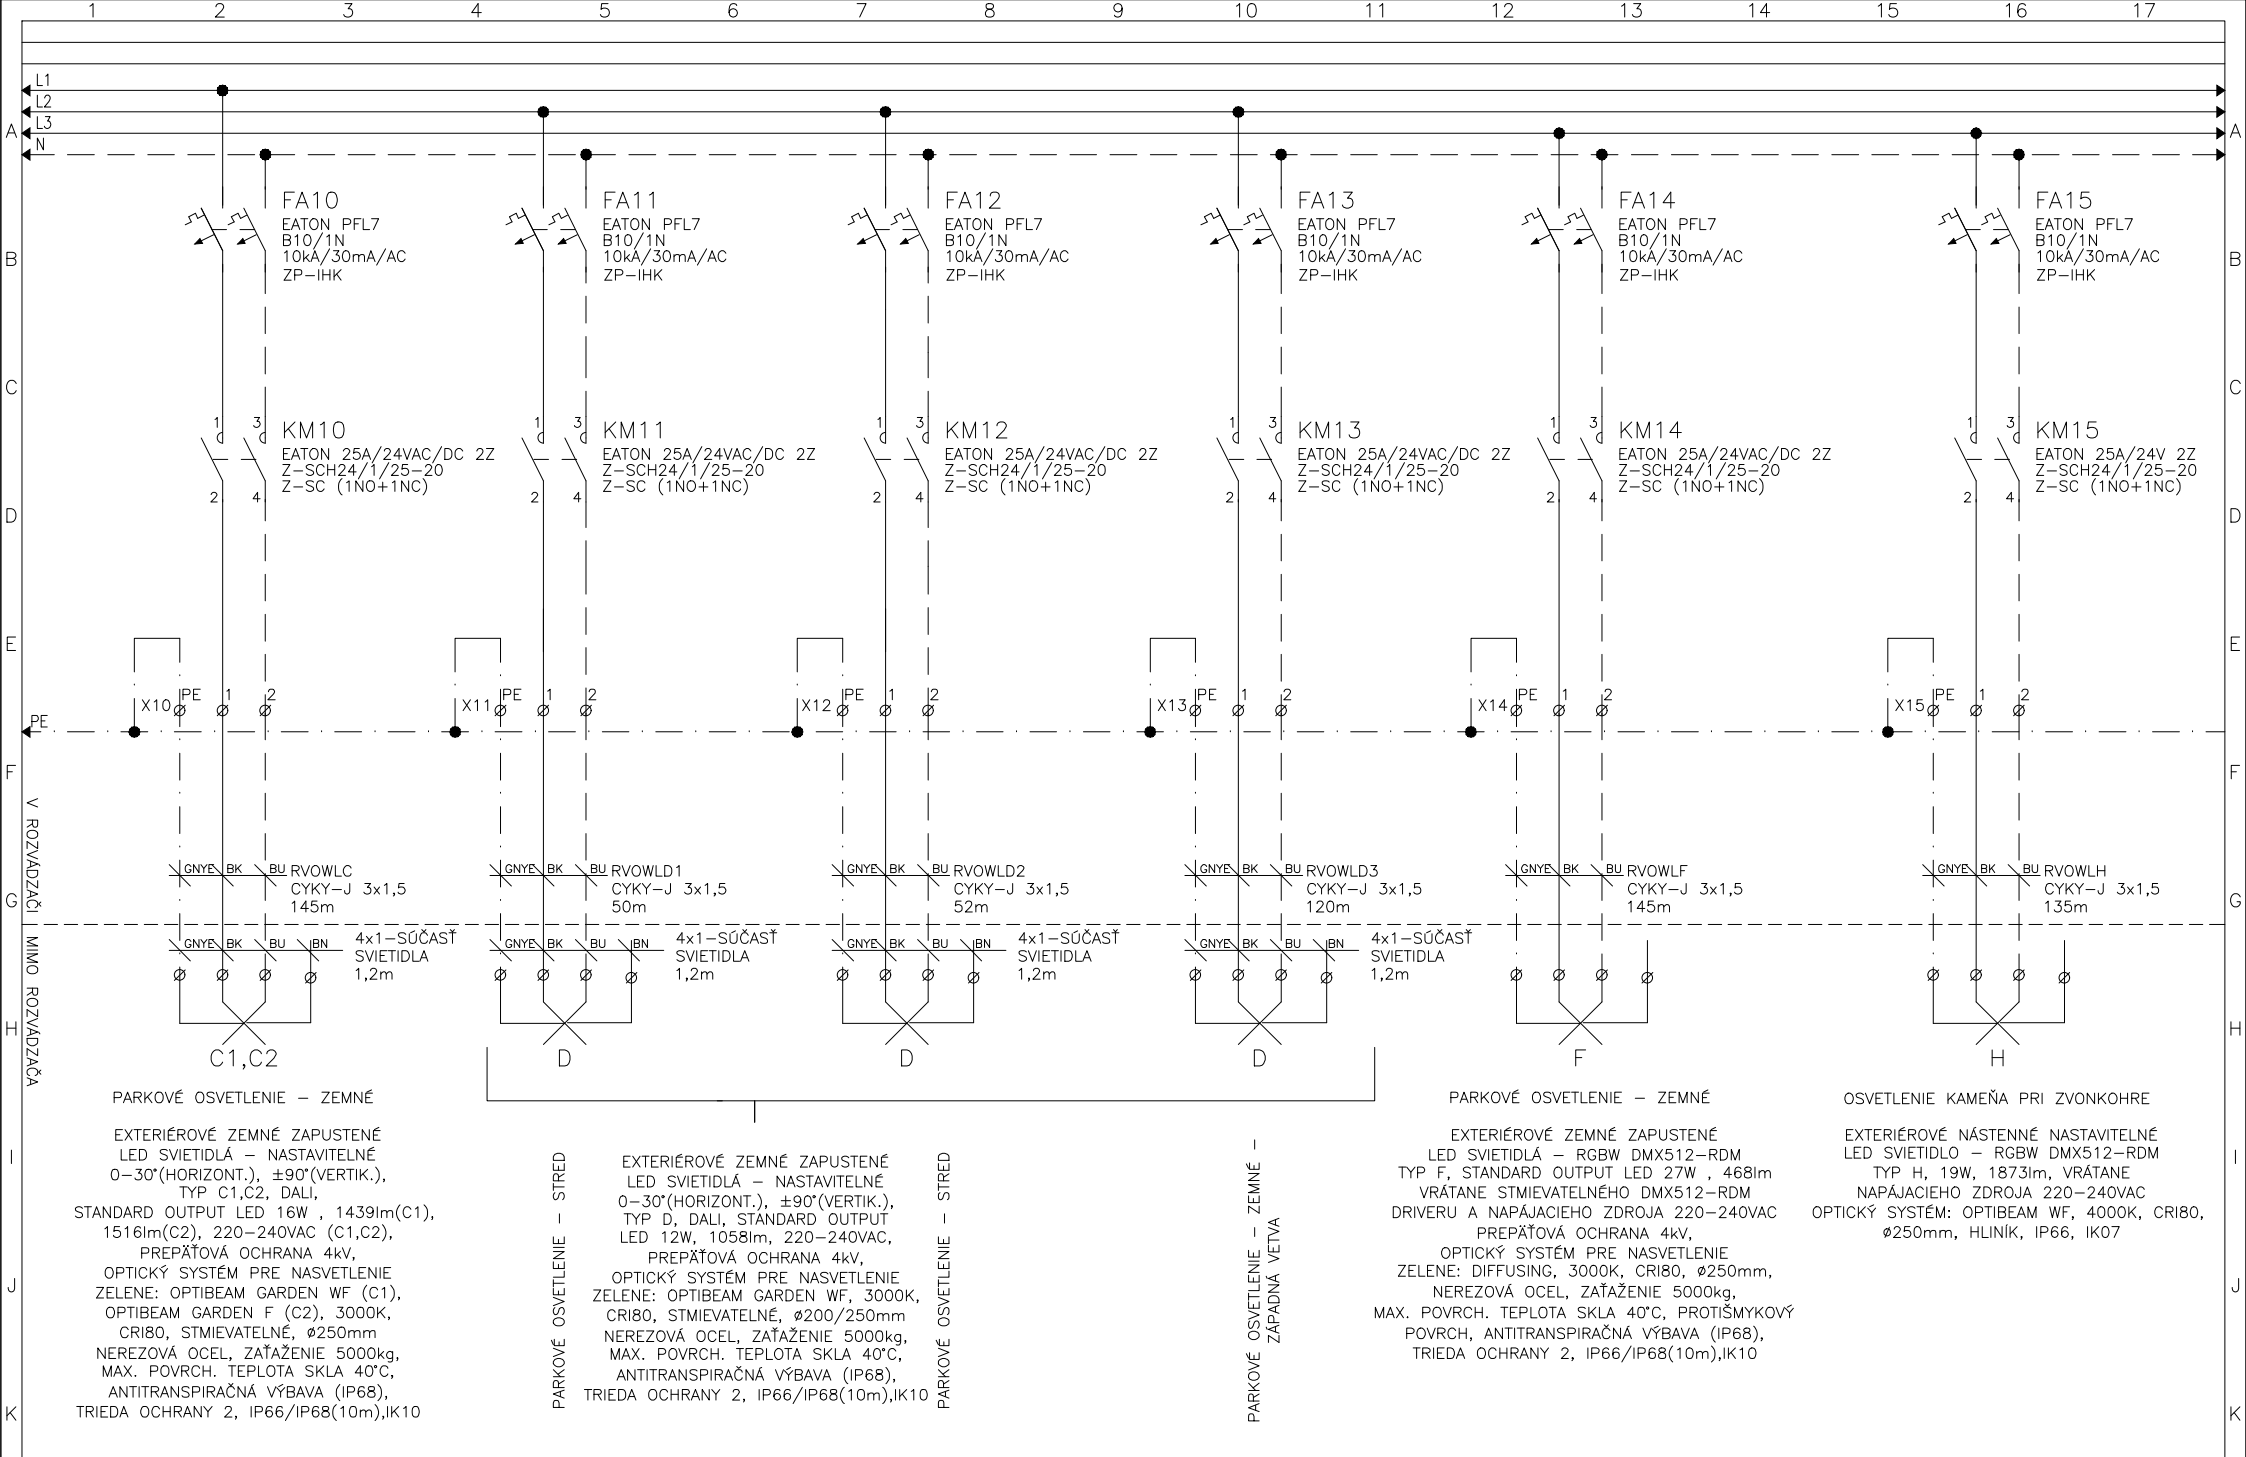 1 2 3 4 5 6 7 8 9 10 11 12 13 14 15 16 17
L1
L2
L3
N
A A
FA10
EATON PFL7
B10/1N
10kA/30mA/AC
ZP-IHK
FA11
EATON PFL7
B10/1N
10kA/30mA/AC
ZP-IHK
FA12
EATON PFL7
B10/1N
10kA/30mA/AC
ZP-IHK
FA13
EATON PFL7
B10/1N
10kA/30mA/AC
ZP-IHK
FA14
EATON PFL7
B10/1N
10kA/30mA/AC
ZP-IHK
FA15
EATON PFL7
B10/1N
10kA/30mA/AC
ZP-IHK
B B
C C
1 3
KM10
EATON 25A/24VAC/DC 2Z
Z-SCH24/1/25-20
Z-SC (1NO+1NC)
2 4
1 3
KM11
EATON 25A/24VAC/DC 2Z
Z-SCH24/1/25-20
Z-SC (1NO+1NC)
2 4
1 3
KM12
EATON 25A/24VAC/DC 2Z
Z-SCH24/1/25-20
Z-SC (1NO+1NC)
2 4
1 3
KM13
EATON 25A/24VAC/DC 2Z
Z-SCH24/1/25-20
Z-SC (1NO+1NC)
2 4
1 3
KM14
EATON 25A/24VAC/DC 2Z
Z-SCH24/1/25-20
Z-SC (1NO+1NC)
2 4
1 3
KM15
EATON 25A/24V 2Z
Z-SCH24/1/25-20
Z-SC (1NO+1NC)
2 4
D D
E E
X10 PE 1 2
X11 PE 1 2
X12 PE 1 2
X13 PE 1 2
X14 PE 1 2
X15 PE 1 2
PE
F F
V ROZVÁDZAČI
MIMO ROZVÁDZAČA
GNYE BK BU RVOWLC
CYKY-J 3x1,5
145m
GNYE BK BU RVOWLD1
CYKY-J 3x1,5
50m
GNYE BK BU RVOWLD2
CYKY-J 3x1,5
52m
GNYE BK BU RVOWLD3
CYKY-J 3x1,5
120m
GNYE BK BU RVOWLF
CYKY-J 3x1,5
145m
GNYE BK BU RVOWLH
CYKY-J 3x1,5
135m
G G
GNYE BK BU BN
4x1-SÚČASŤ
SVIETIDLA
1,2m
GNYE BK BU BN
4x1-SÚČASŤ
SVIETIDLA
1,2m
GNYE BK BU BN
4x1-SÚČASŤ
SVIETIDLA
1,2m
GNYE BK BU BN
4x1-SÚČASŤ
SVIETIDLA
1,2m
H H
C1,C2 D D D F H
PARKOVÉ OSVETLENIE - ZEMNÉ
EXTERIÉROVÉ ZEMNÉ ZAPUSTENÉ
LED SVIETIDLÁ - NASTAVITELNÉ
0-30°(HORIZONT.), ±90°(VERTIK.),
TYP C1,C2, DALI,
STANDARD OUTPUT LED 16W , 1439lm(C1),
1516lm(C2), 220-240VAC (C1,C2),
PREPÄŤOVÁ OCHRANA 4kV,
OPTICKÝ SYSTÉM PRE NASVETLENIE
ZELENE: OPTIBEAM GARDEN WF (C1),
OPTIBEAM GARDEN F (C2), 3000K,
CRI80, STMIEVATELNÉ, ø250mm
NEREZOVÁ OCEL, ZAŤAŽENIE 5000kg,
MAX. POVRCH. TEPLOTA SKLA 40°C,
ANTITRANSPIRAČNÁ VÝBAVA (IP68),
TRIEDA OCHRANY 2, IP66/IP68(10m),IK10
PARKOVÉ OSVETLENIE - STRED
EXTERIÉROVÉ ZEMNÉ ZAPUSTENÉ
LED SVIETIDLÁ - NASTAVITELNÉ
0-30°(HORIZONT.), ±90°(VERTIK.),
TYP D, DALI, STANDARD OUTPUT
LED 12W, 1058lm, 220-240VAC,
PREPÄŤOVÁ OCHRANA 4kV,
OPTICKÝ SYSTÉM PRE NASVETLENIE
ZELENE: OPTIBEAM GARDEN WF, 3000K,
CRI80, STMIEVATELNÉ, ø200/250mm
NEREZOVÁ OCEL, ZAŤAŽENIE 5000kg,
MAX. POVRCH. TEPLOTA SKLA 40°C,
ANTITRANSPIRAČNÁ VÝBAVA (IP68),
TRIEDA OCHRANY 2, IP66/IP68(10m),IK10
PARKOVÉ OSVETLENIE - STRED
PARKOVÉ OSVETLENIE - ZEMNÉ -
ZÁPADNÁ VETVA
PARKOVÉ OSVETLENIE - ZEMNÉ
EXTERIÉROVÉ ZEMNÉ ZAPUSTENÉ
LED SVIETIDLÁ - RGBW DMX512-RDM
TYP F, STANDARD OUTPUT LED 27W , 468lm
VRÁTANE STMIEVATELNÉHO DMX512-RDM
DRIVERU A NAPÁJACIEHO ZDROJA 220-240VAC
PREPÄŤOVÁ OCHRANA 4kV,
OPTICKÝ SYSTÉM PRE NASVETLENIE
ZELENE: DIFFUSING, 3000K, CRI80, ø250mm,
NEREZOVÁ OCEL, ZAŤAŽENIE 5000kg,
MAX. POVRCH. TEPLOTA SKLA 40°C, PROTIŠMYKOVÝ
POVRCH, ANTITRANSPIRAČNÁ VÝBAVA (IP68),
TRIEDA OCHRANY 2, IP66/IP68(10m),IK10
OSVETLENIE KAMEŇA PRI ZVONKOHRE
EXTERIÉROVÉ NÁSTENNÉ NASTAVITELNÉ
LED SVIETIDLO - RGBW DMX512-RDM
TYP H, 19W, 1873lm, VRÁTANE
NAPÁJACIEHO ZDROJA 220-240VAC
OPTICKÝ SYSTÉM: OPTIBEAM WF, 4000K, CRI80,
ø250mm, HLINÍK, IP66, IK07
I I
J J
K K